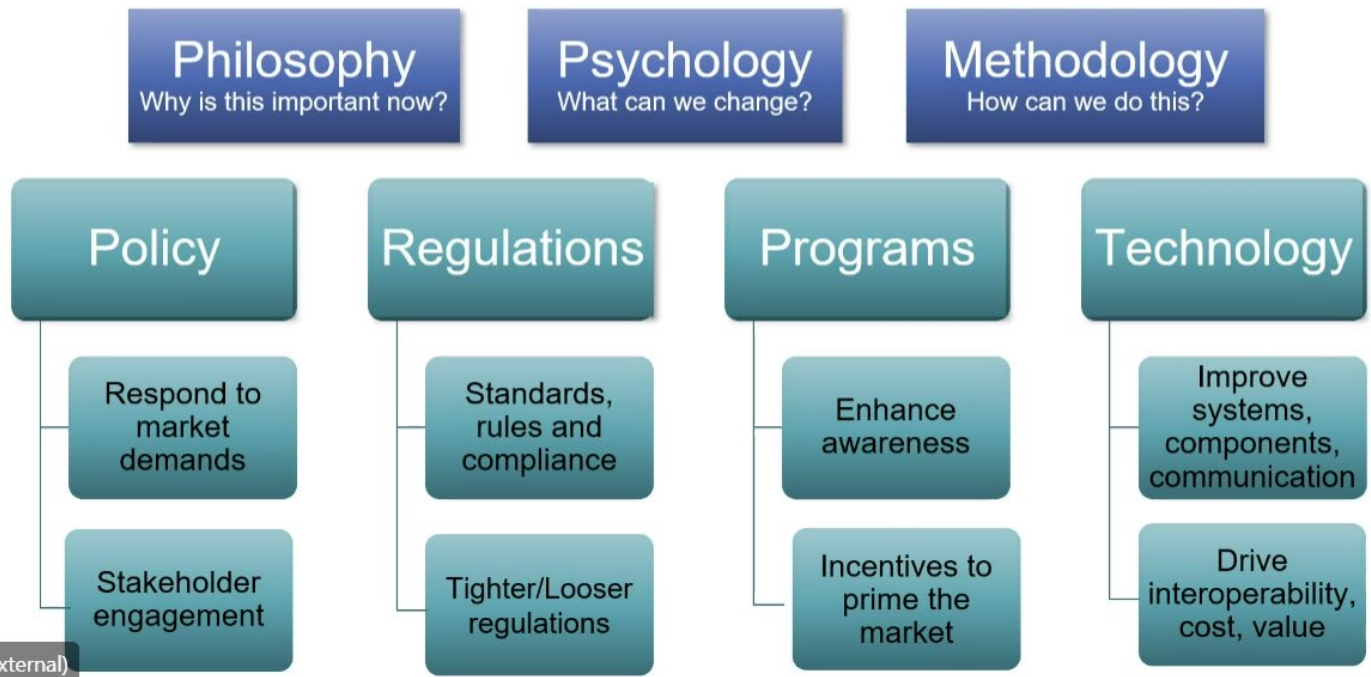 Philosophy
Why is this important now?
Psychology
What can we change?
Methodology
How can we do this?
Policy
Regulations
Programs
Technology
Respond to
market
demands
Standards,
rules and
compliance
Enhance
awareness
Improve
systems,
components,
communication
Stakeholder
engagement
Tighter/Looser
regulations
Incentives to
prime the
market
Drive
interoperability,
cost, value
xternal)